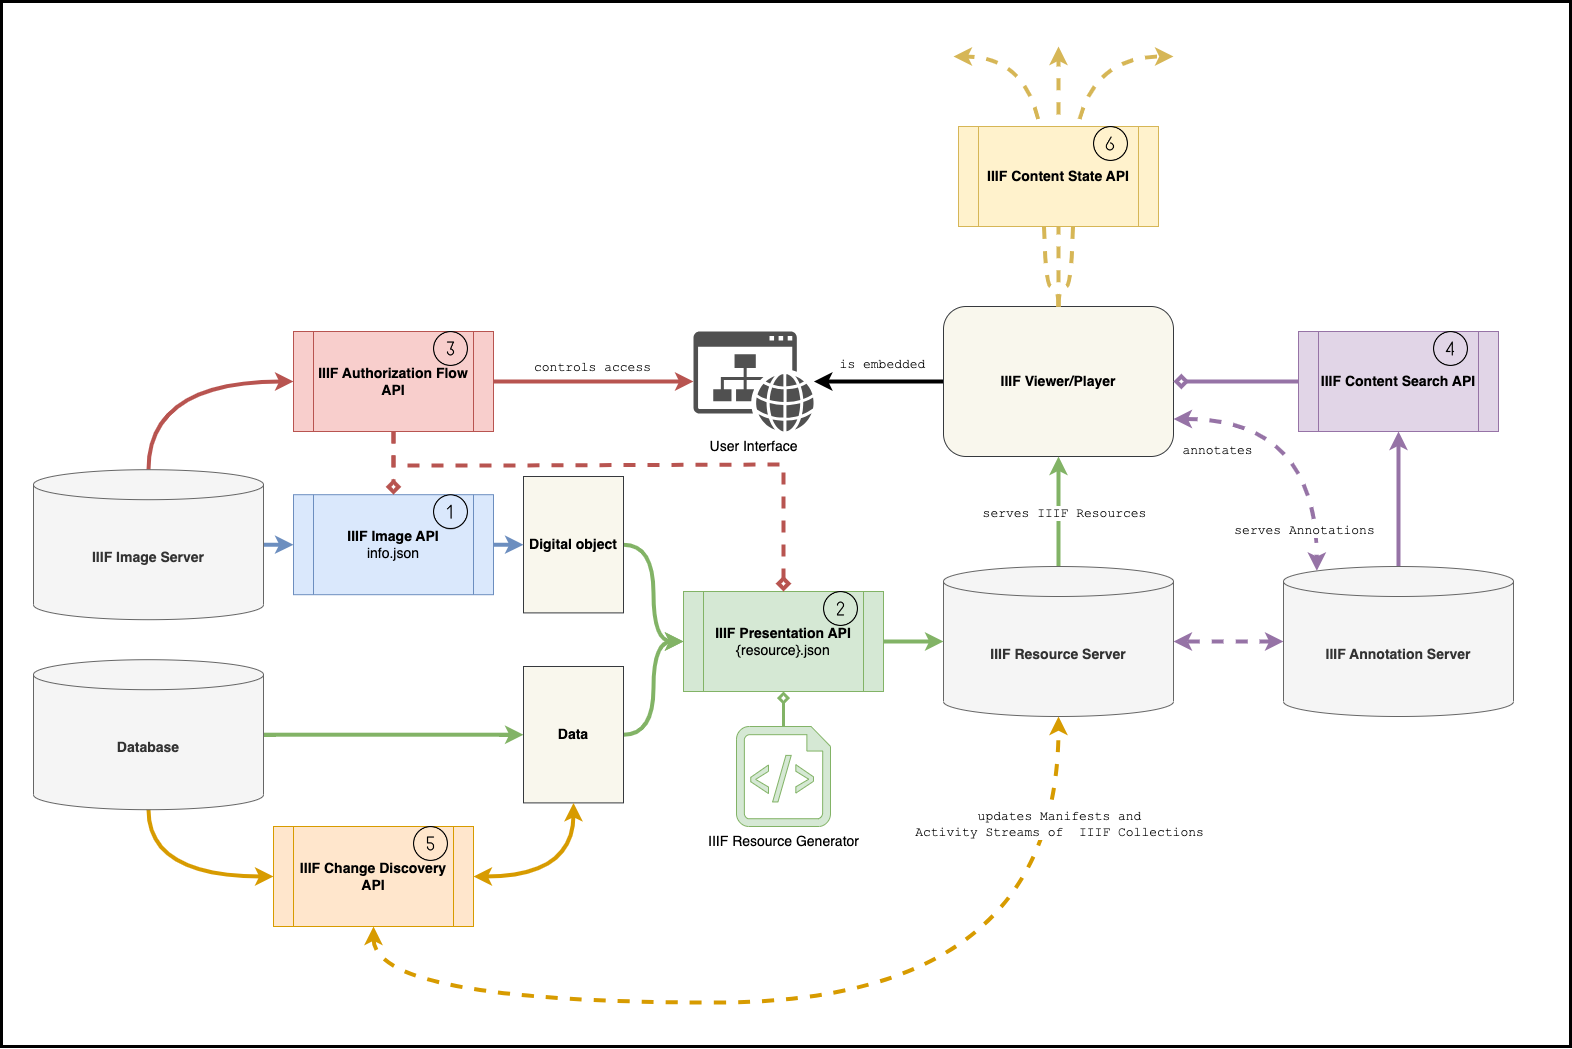 6
IIIF Content State API
3
IIIF Authorization Flow
API
controls access
User Interface
is embedded
IIIF Viewer/Player
4
IIIF Content Search API
annotates
serves IIIF Resources
serves Annotations
IIIF Image Server
1
IIIF Image API
info.json
Digital object
2
IIIF Presentation API
{resource}.json
IIIF Resource Server
IIIF Annotation Server
Database
Data
</>
IIIF Resource Generator
5
IIIF Change Discovery
API
updates Manifests and
Activity Streams of IIIF Collections